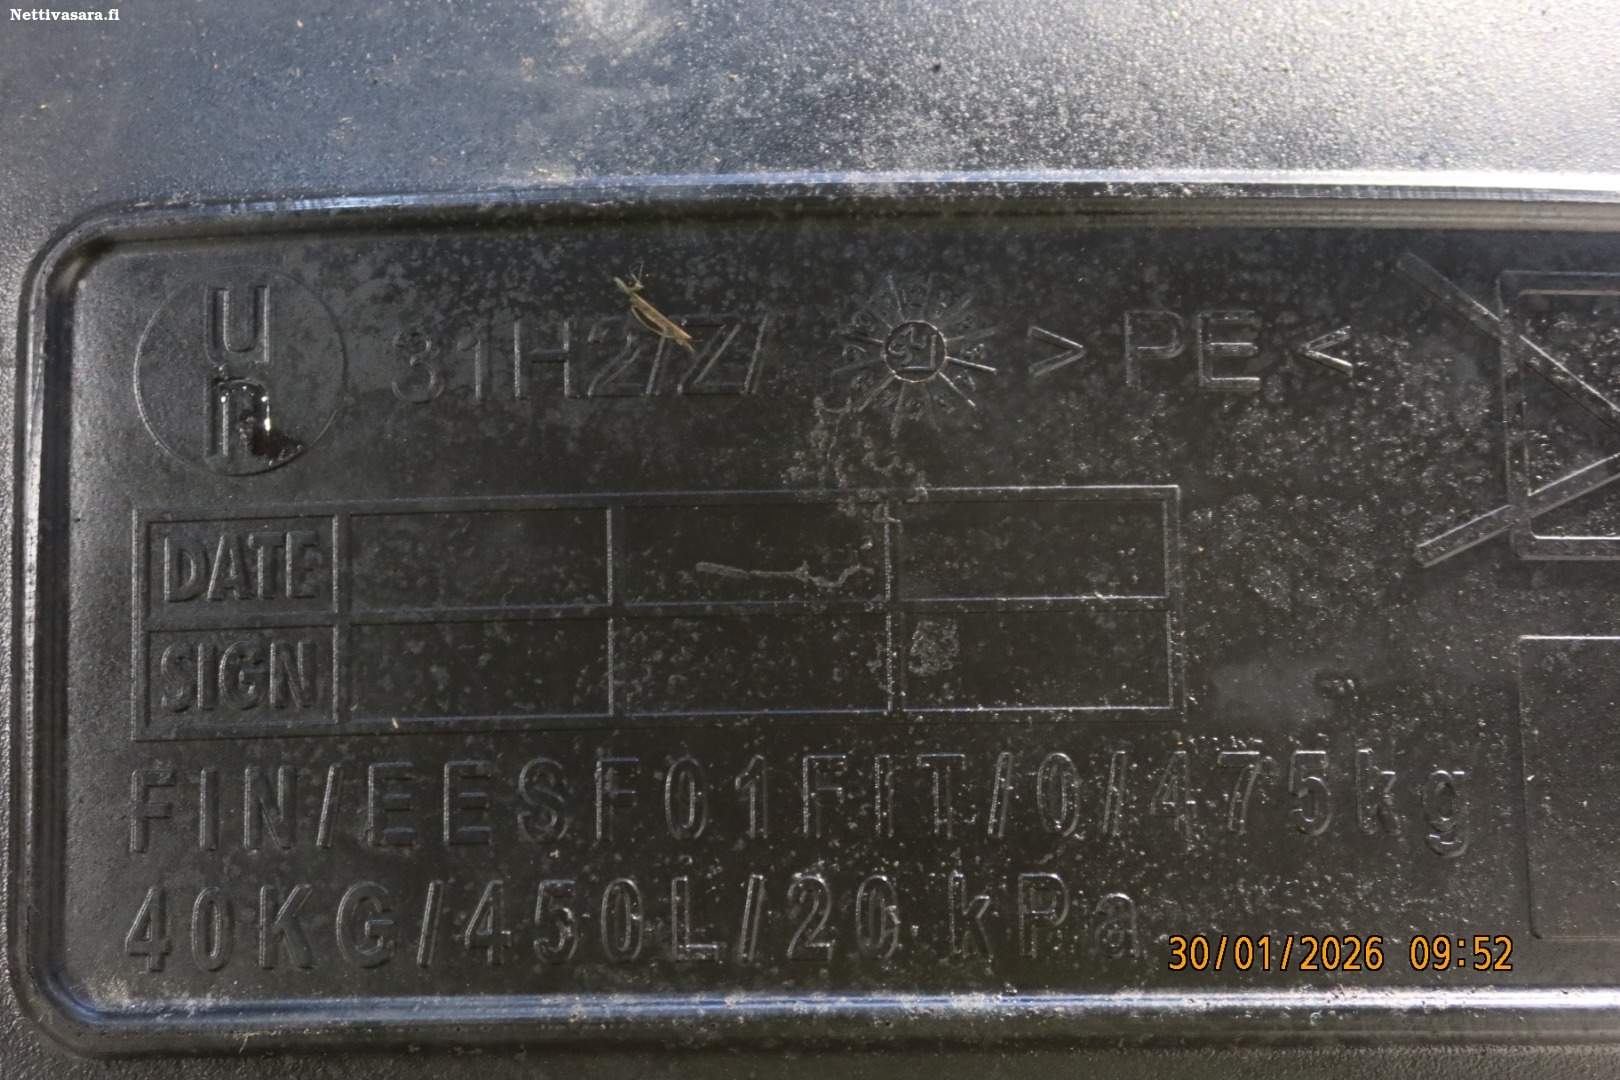 Nettivasara.fi
un 31H2/Z/ >PE<
DATE
SIGN
FIN/EESF01FIT/0/475kg
40KG/450L/20 kPa
30/01/2026 09:52